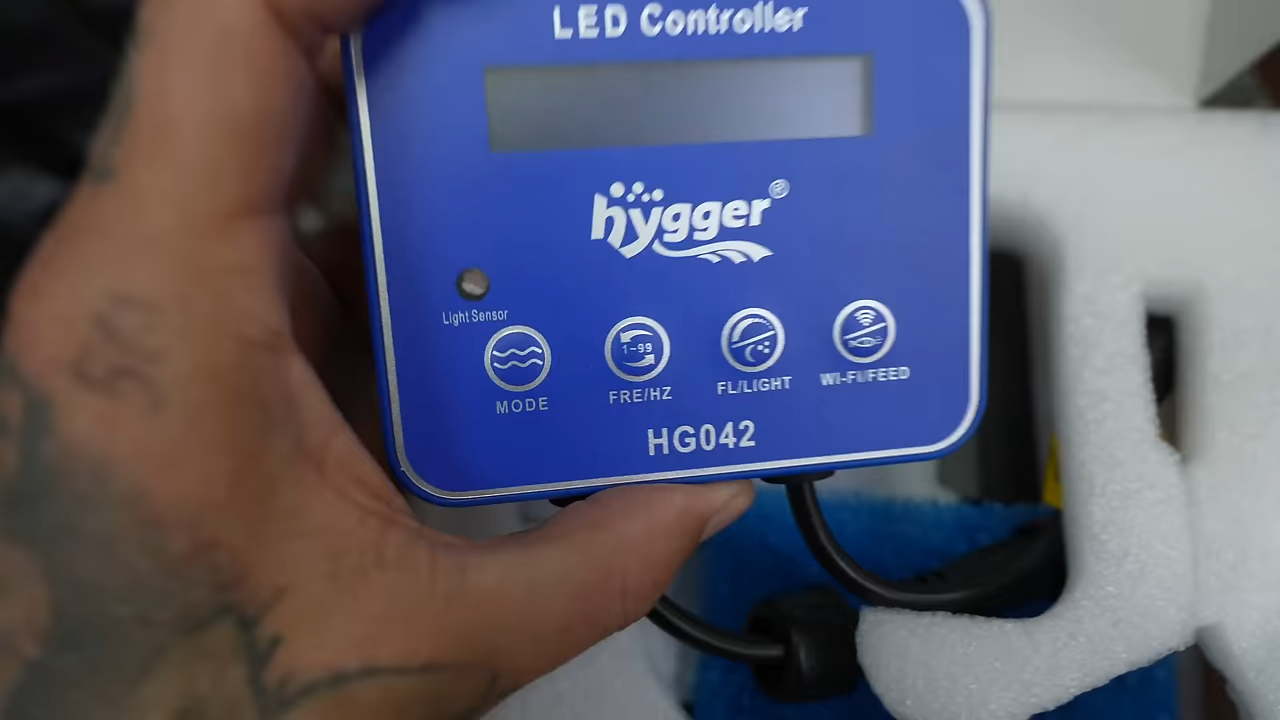 LED Controller
hygger®
Light Sensor
1-99
MODE
FRE/HZ
FL/LIGHT
WI-FI/FEED
HG042